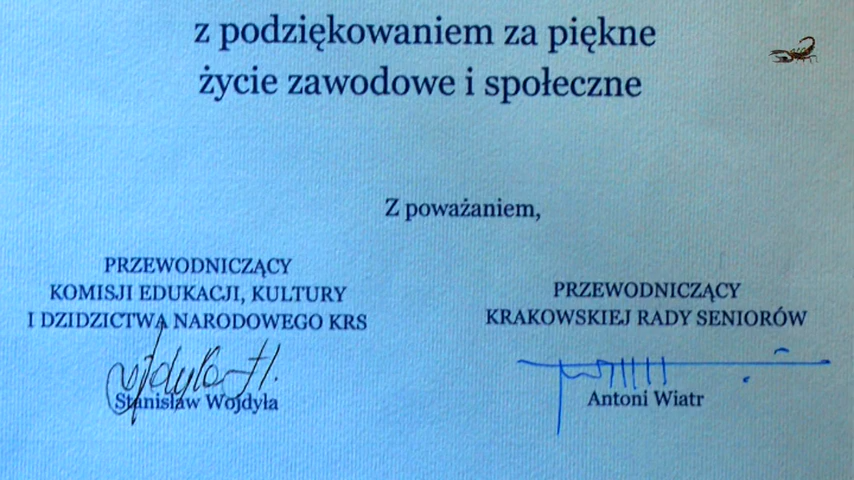 z podziękowaniem za piękne
życie zawodowe i społeczne
Z poważaniem,
PRZEWODNICZĄCY
KOMISJI EDUKACJI, KULTURY
I DZIDZICTWA NARODOWEGO KRS
Stanisław Wojdyła
PRZEWODNICZĄCY
KRAKOWSKIEJ RADY SENIORÓW
Antoni Wiatr